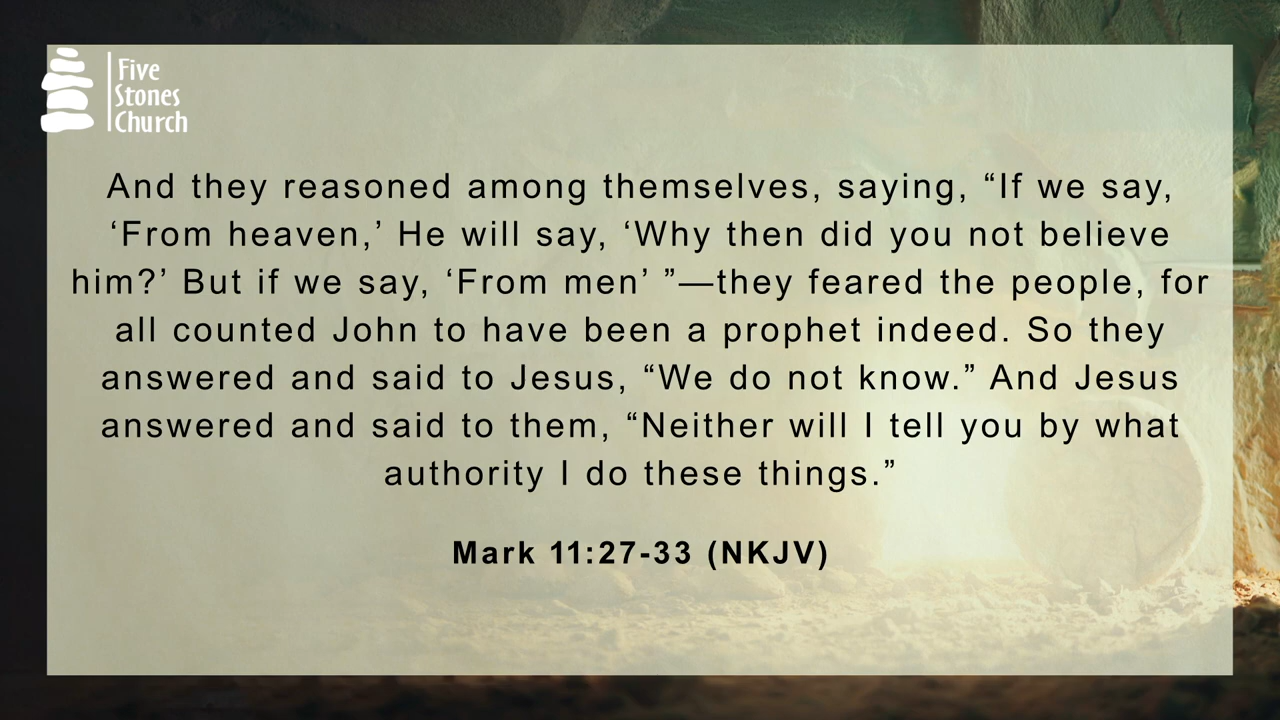 Five
Stones
Church
And they reasoned among themselves, saying, “If we say,
‘From heaven,’ He will say, ‘Why then did you not believe
him?’ But if we say, ‘From men’ ”—they feared the people, for
all counted John to have been a prophet indeed. So they
answered and said to Jesus, “We do not know.” And Jesus
answered and said to them, “Neither will I tell you by what
authority I do these things.”
Mark 11:27-33 (NKJV)